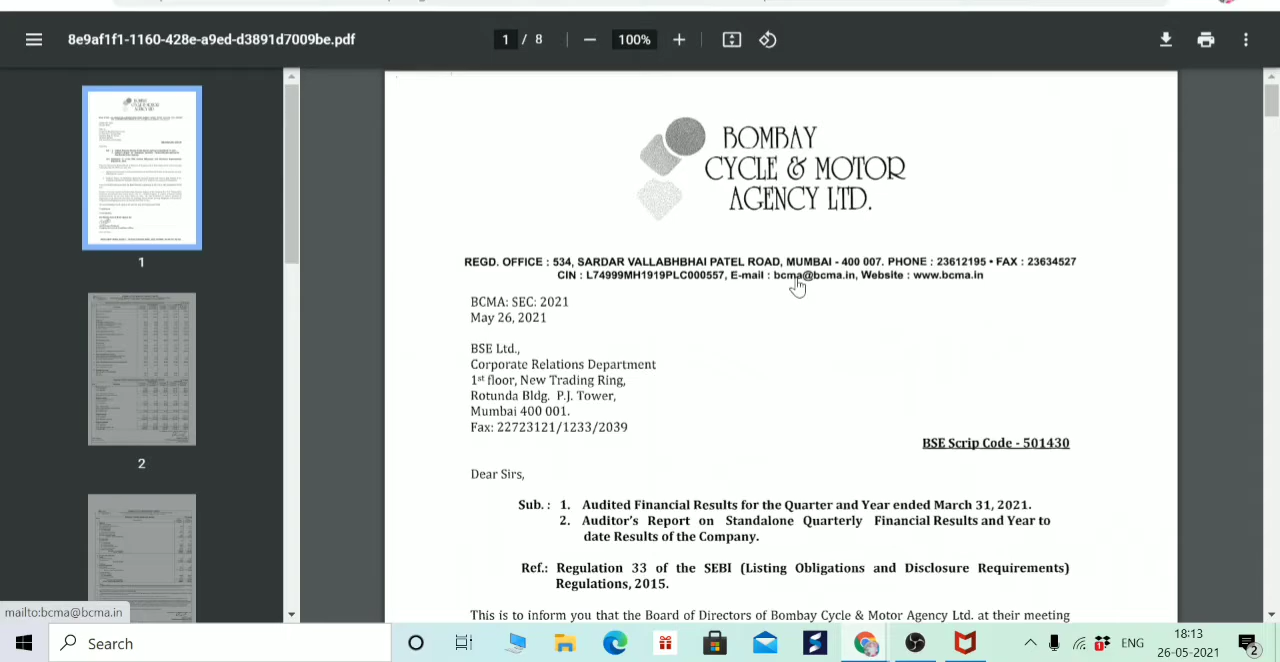 8e9af1f1-1160-428e-a9ed-d3891d7009be.pdf
1 / 8
100%
BOMBAY
CYCLE & MOTOR
AGENCY LTD.
REGD. OFFICE : 534, SARDAR VALLABHBHAI PATEL ROAD, MUMBAI - 400 007. PHONE : 23612195 • FAX : 23634527
CIN : L74999MH1919PLC000557, E-mail : bcma@bcma.in, Website : www.bcma.in
BCMA: SEC: 2021
May 26, 2021
BSE Ltd.,
Corporate Relations Department
1st floor, New Trading Ring,
Rotunda Bldg. P.J. Tower,
Mumbai 400 001.
Fax: 22723121/1233/2039
BSE Scrip Code - 501430
Dear Sirs,
Sub. : 1. Audited Financial Results for the Quarter and Year ended March 31, 2021.
2. Auditor's Report on Standalone Quarterly Financial Results and Year to
date Results of the Company.
Ref.: Regulation 33 of the SEBI (Listing Obligations and Disclosure Requirements)
Regulations, 2015.
This is to inform you that the Board of Directors of Bombay Cycle & Motor Agency Ltd. at their meeting
1
2
mailto:bcma@bcma.in
Search
ENG
18:13
26-05-2021
2